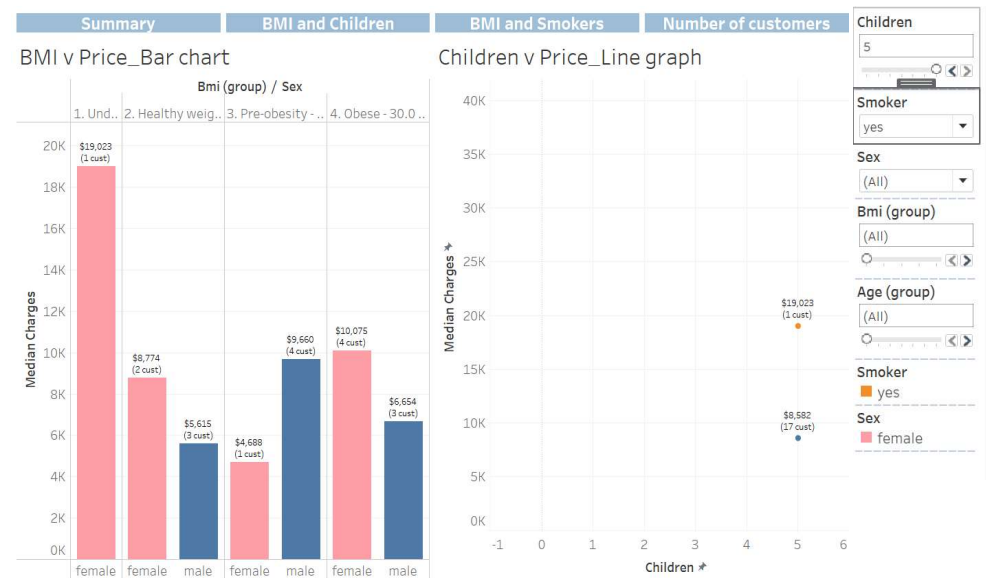 Summary
BMI and Children
BMI and Smokers
Number of customers
BMI v Price_Bar chart
Bmi (group) / Sex
1. Und..
2. Healthy weig..
3. Pre-obesity - ..
4. Obese - 30.0 ..
Median Charges
20K
18K
16K
14K
12K
10K
8K
6K
4K
2K
0K
$19,023
(1 cust)
$8,774
(2 cust)
$5,615
(3 cust)
$4,688
(1 cust)
$9,660
(4 cust)
$10,075
(4 cust)
$6,654
(3 cust)
female
female
male
female
male
female
male
Children v Price_Line graph
Median Charges
40K
35K
30K
25K
20K
15K
10K
5K
0K
$19,023
(1 cust)
$8,582
(17 cust)
-1
0
1
2
3
4
5
6
Children
Children
5
Smoker
yes
Sex
(All)
Bmi (group)
(All)
Age (group)
(All)
Smoker
yes
Sex
female